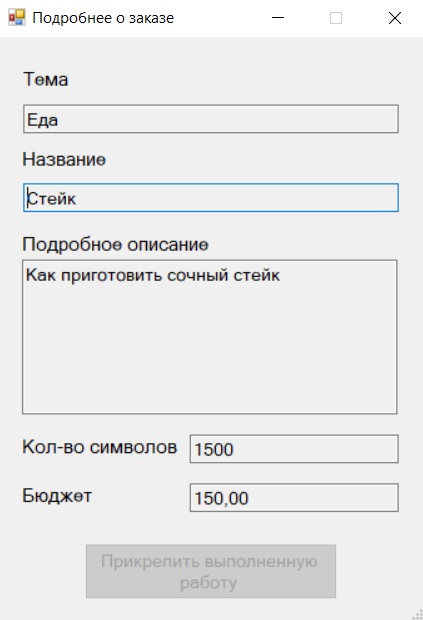 Подробнее о заказе
Тема
Еда
Название
Стейк
Подробное описание
Как приготовить сочный стейк
Кол-во символов
1500
Бюджет
150,00
Прикрепить выполненную
работу